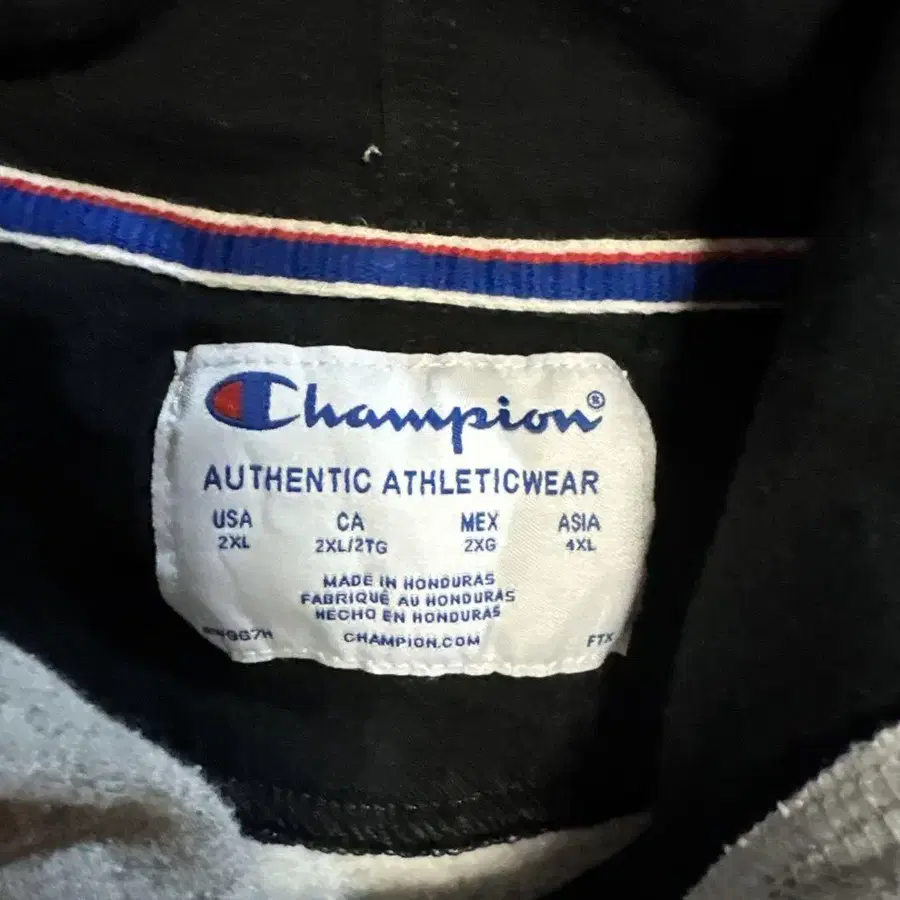 Champion®
AUTHENTIC ATHLETICWEAR
USA CA MEX ASIA
2XL 2XL/2TG 2XG 4XL
MADE IN HONDURAS
FABRIQUÉ AU HONDURAS
HECHO EN HONDURAS
CHAMPION.COM FTX